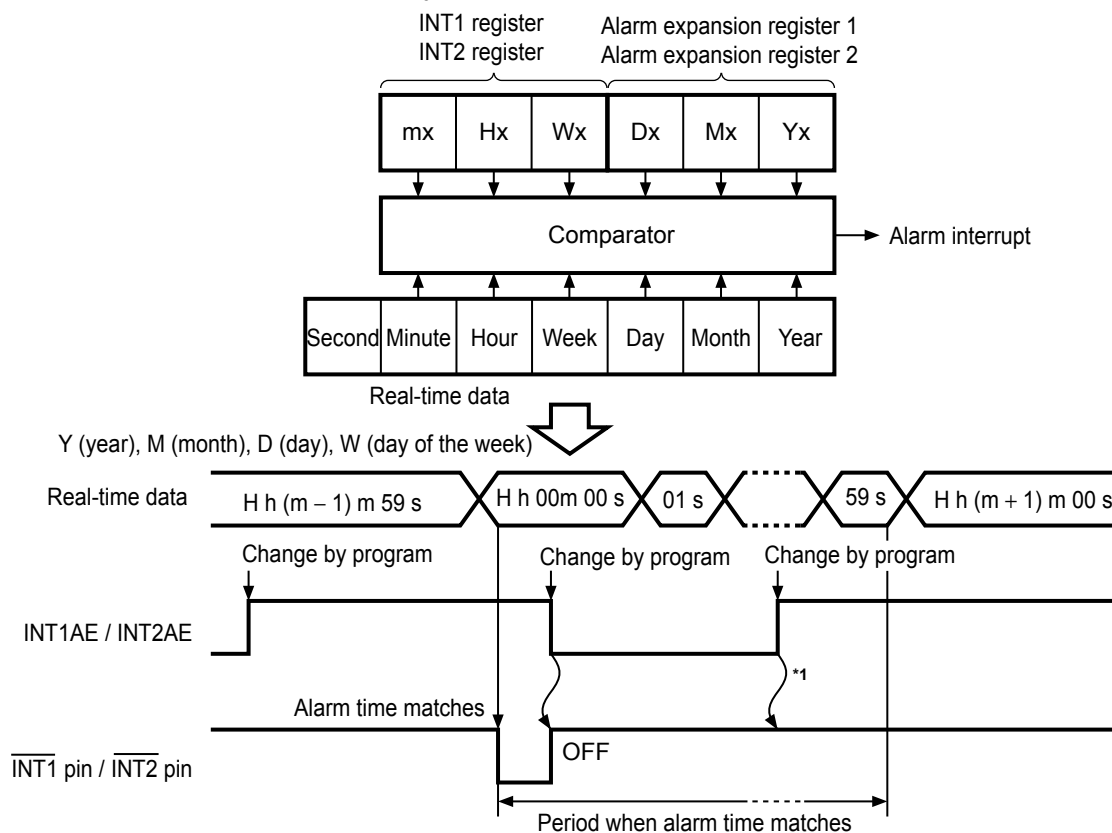 INT1 register
INT2 register
Alarm expansion register 1
Alarm expansion register 2
mx Hx Wx Dx Mx Yx
Comparator
Alarm interrupt
Second Minute Hour Week Day Month Year
Real-time data
Y (year), M (month), D (day), W (day of the week)
Real-time data
H h (m − 1) m 59 s
H h 00m 00 s
01 s
59 s
H h (m + 1) m 00 s
Change by program
Change by program
Change by program
INT1AE / INT2AE
*1
Alarm time matches
OFF
INT1 pin / INT2 pin
Period when alarm time matches